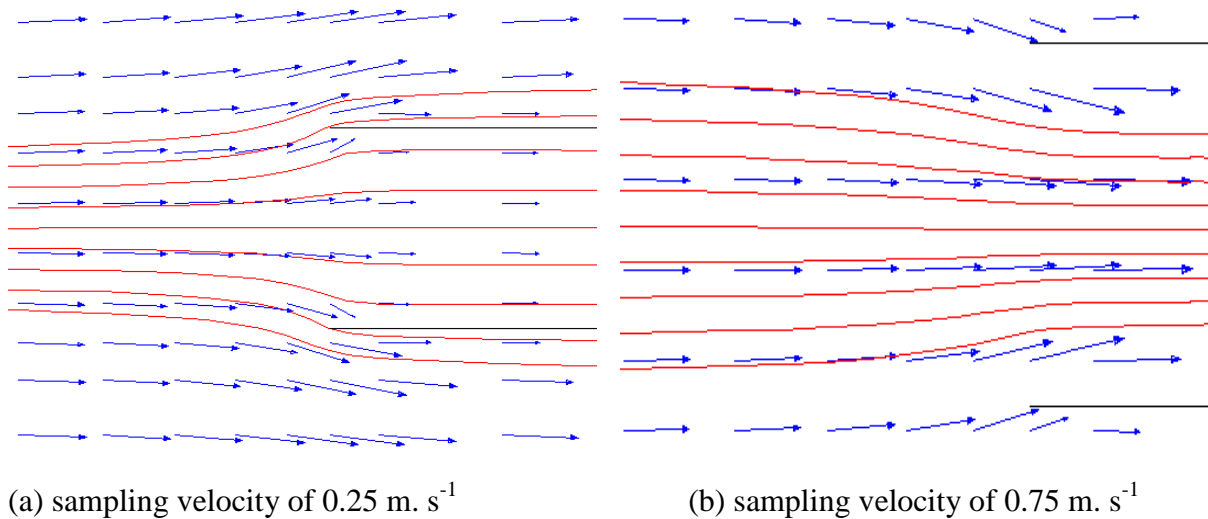 (a) sampling velocity of 0.25 m. s-1
(b) sampling velocity of 0.75 m. s-1